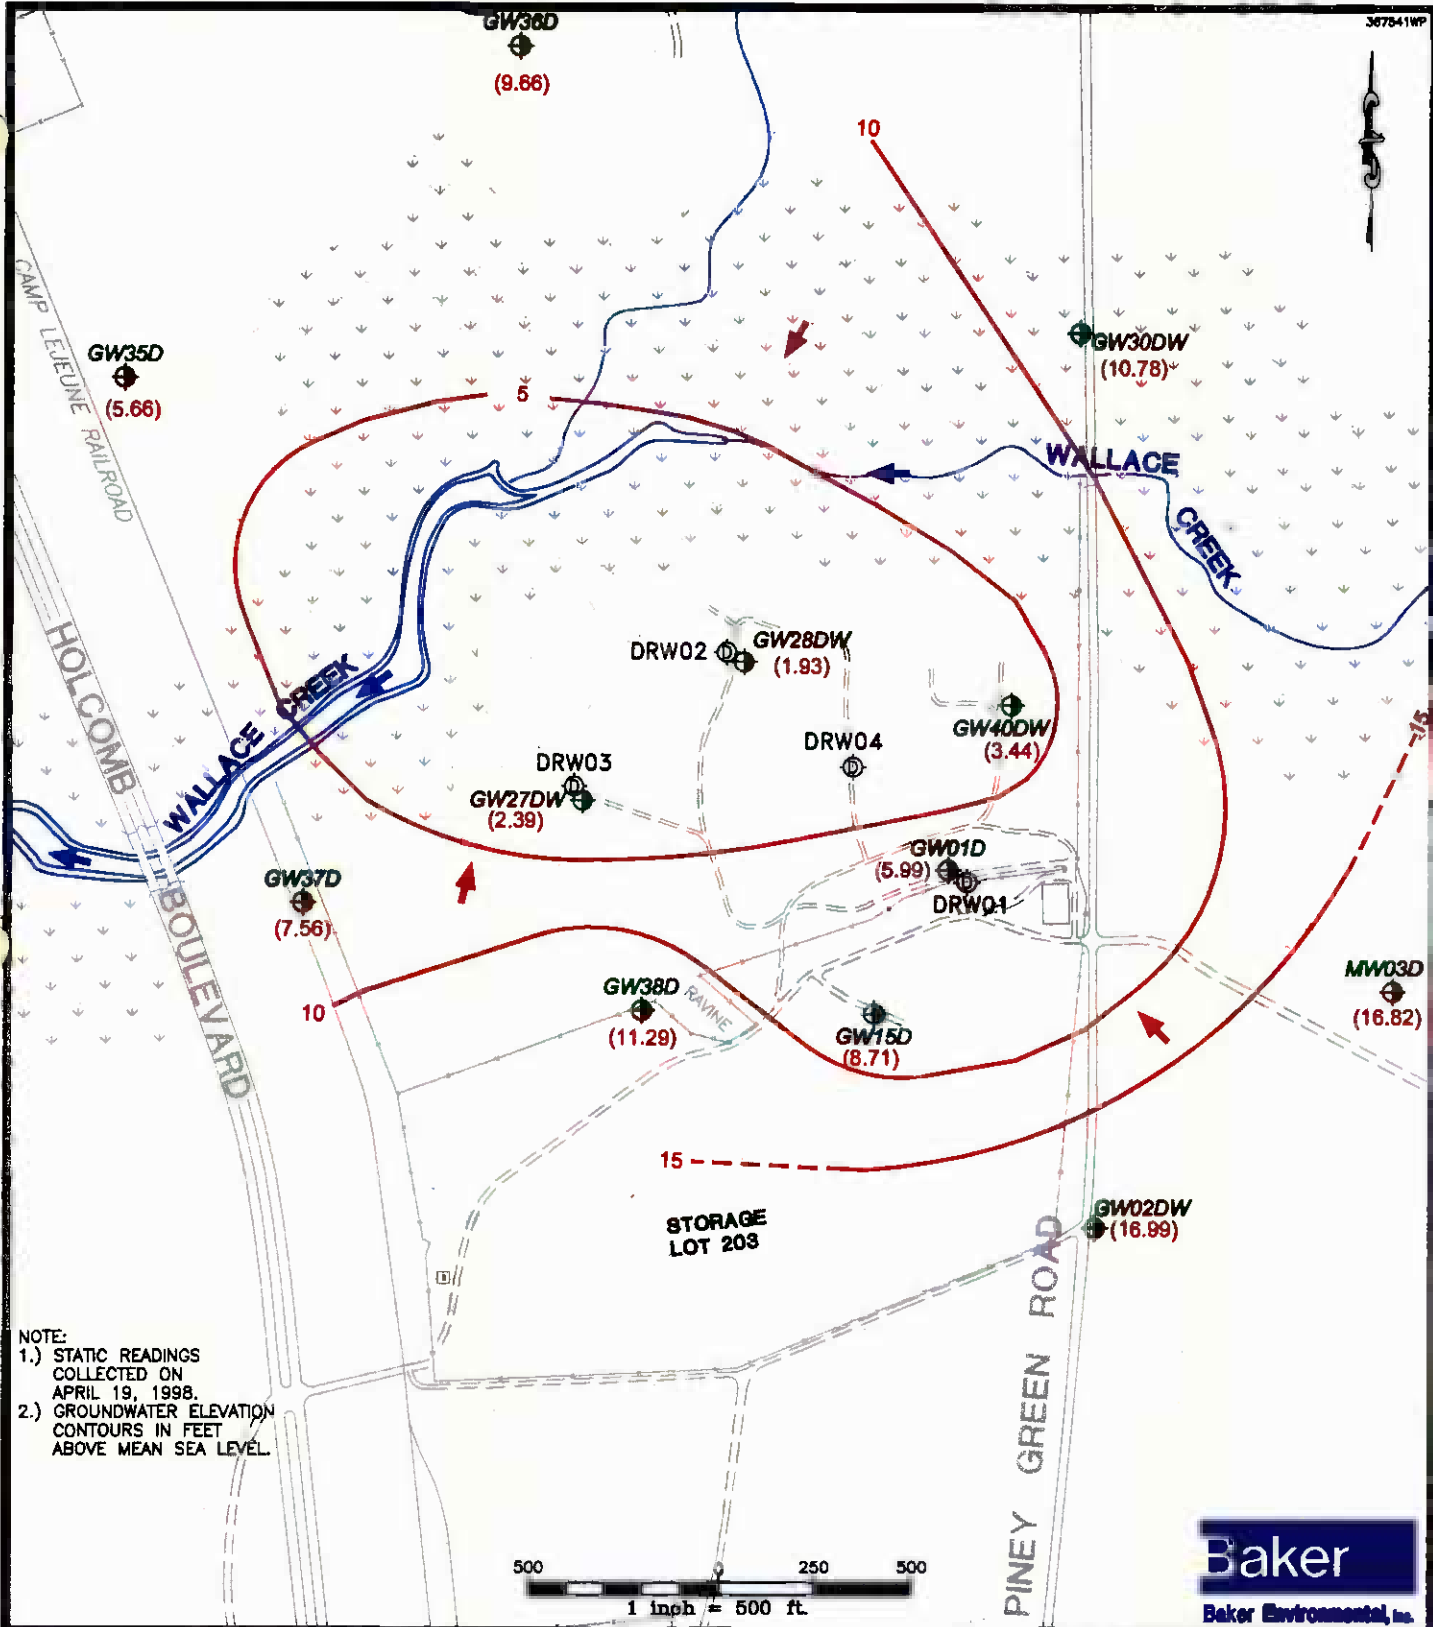 367541WP
GW36D
(9.66)
10
CAMP LEJEUNE RAILROAD
GW35D
(5.66)
5
GW30DW
(10.78)
WALLACE
CREEK
HOLCOMB
BOULEVARD
WALLACE
CREEK
DRW02
GW28DW
(1.93)
GW40DW
(3.44)
15
DRW04
DRW03
GW27DW
(2.39)
GW01D
(5.99)
DRW01
GW37D
(7.56)
MW03D
(16.82)
10
GW38D
(11.29)
RAVINE
GW15D
(8.71)
15
STORAGE
LOT 203
GW02DW
(16.99)
PINEY GREEN ROAD
NOTE:
1.) STATIC READINGS
COLLECTED ON
APRIL 19, 1998.
2.) GROUNDWATER ELEVATION
CONTOURS IN FEET
ABOVE MEAN SEA LEVEL.
500 0 250 500
1 inch = 500 ft.
Baker
Baker Environmental, Inc.